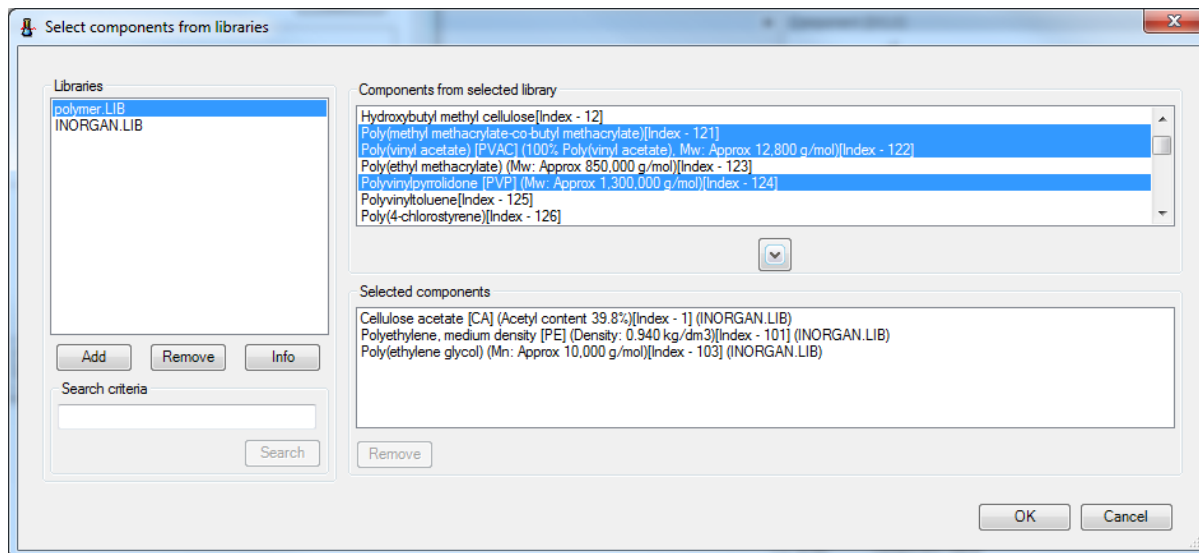 Select components from libraries
Libraries
polymer.LIB
INORGAN.LIB
Add
Remove
Info
Search criteria
Search
Components from selected library
Hydroxybutyl methyl cellulose[Index - 12]
Poly(methyl methacrylate-co-butyl methacrylate)[Index - 121]
Poly(vinyl acetate) [PVAC] (100% Poly(vinyl acetate), Mw: Approx 12,800 g/mol)[Index - 122]
Poly(ethyl methacrylate) (Mw: Approx 850,000 g/mol)[Index - 123]
Polyvinylpyrrolidone [PVP] (Mw: Approx 1,300,000 g/mol)[Index - 124]
Polyvinyltoluene[Index - 125]
Poly(4-chlorostyrene)[Index - 126]
Selected components
Cellulose acetate [CA] (Acetyl content 39.8%)[Index - 1] (INORGAN.LIB)
Polyethylene, medium density [PE] (Density: 0.940 kg/dm3)[Index - 101] (INORGAN.LIB)
Poly(ethylene glycol) (Mn: Approx 10,000 g/mol)[Index - 103] (INORGAN.LIB)
Remove
OK
Cancel